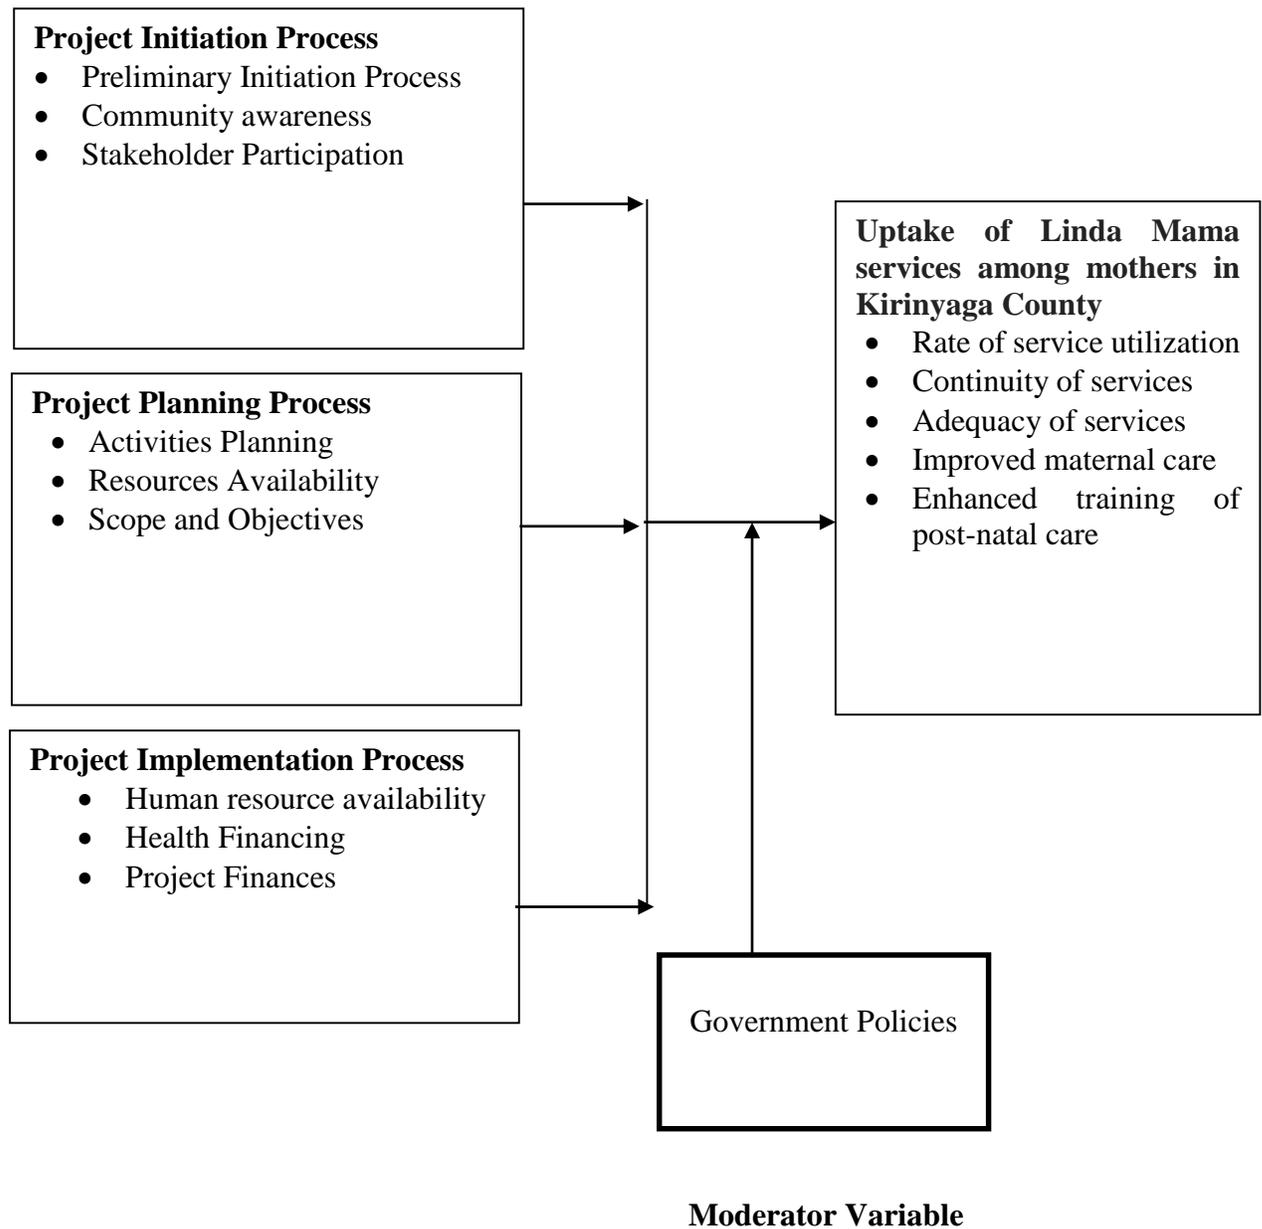 Project Initiation Process
• Preliminary Initiation Process
• Community awareness
• Stakeholder Participation
Project Planning Process
• Activities Planning
• Resources Availability
• Scope and Objectives
Project Implementation Process
• Human resource availability
• Health Financing
• Project Finances
Uptake of Linda Mama
services among mothers in
Kirinyaga County
• Rate of service utilization
• Continuity of services
• Adequacy of services
• Improved maternal care
• Enhanced training of
post-natal care
Government Policies
Moderator Variable